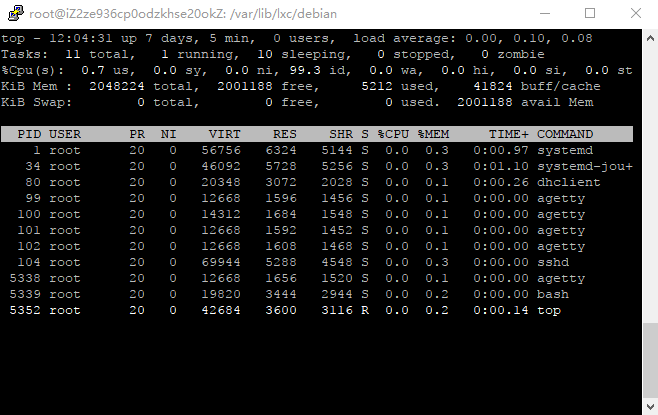 root@iZ2ze936cp0odzkhse20okZ: /var/lib/lxc/debian
top - 12:04:31 up 7 days, 5 min,  0 users,  load average: 0.00, 0.10, 0.08
Tasks:  11 total,   1 running,  10 sleeping,   0 stopped,   0 zombie
%Cpu(s):  0.7 us,  0.0 sy,  0.0 ni, 99.3 id,  0.0 wa,  0.0 hi,  0.0 si,  0.0 st
KiB Mem :  2048224 total,  2001188 free,     5212 used,    41824 buff/cache
KiB Swap:        0 total,        0 free,        0 used.  2001188 avail Mem
PID USER      PR  NI    VIRT    RES    SHR S %CPU %MEM     TIME+ COMMAND
1 root      20   0   56756   6324   5144 S  0.0  0.3   0:00.97 systemd
34 root      20   0   46092   5728   5256 S  0.0  0.3   0:01.10 systemd-jou+
80 root      20   0   20348   3072   2028 S  0.0  0.1   0:00.26 dhclient
99 root      20   0   12668   1596   1456 S  0.0  0.1   0:00.00 agetty
100 root      20   0   14312   1684   1548 S  0.0  0.1   0:00.00 agetty
101 root      20   0   12668   1592   1452 S  0.0  0.1   0:00.00 agetty
102 root      20   0   12668   1608   1468 S  0.0  0.1   0:00.00 agetty
104 root      20   0   69944   5288   4548 S  0.0  0.3   0:00.00 sshd
5338 root      20   0   12668   1656   1520 S  0.0  0.1   0:00.00 agetty
5339 root      20   0   19820   3444   2944 S  0.0  0.2   0:00.00 bash
5352 root      20   0   42684   3600   3116 R  0.0  0.2   0:00.14 top